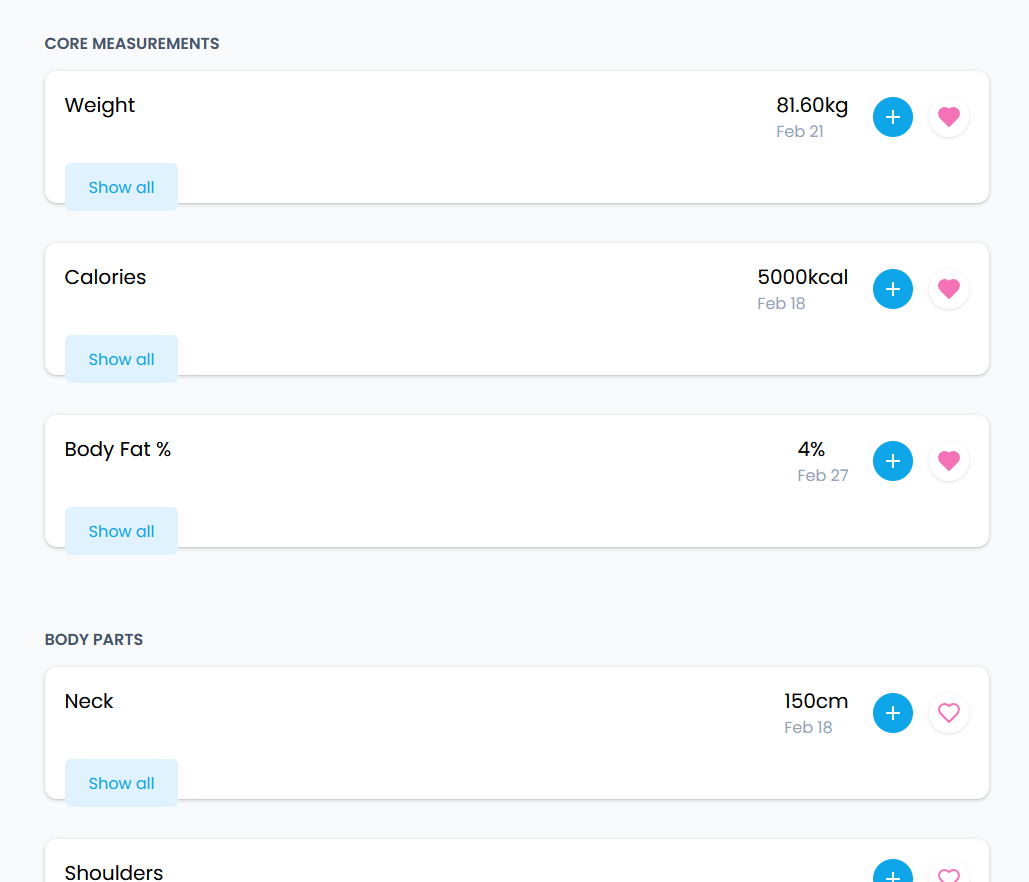 CORE MEASUREMENTS
Weight
81.60kg
Feb 21
Show all
Calories
5000kcal
Feb 18
Show all
Body Fat %
4%
Feb 27
Show all
BODY PARTS
Neck
150cm
Feb 18
Show all
Shoulders